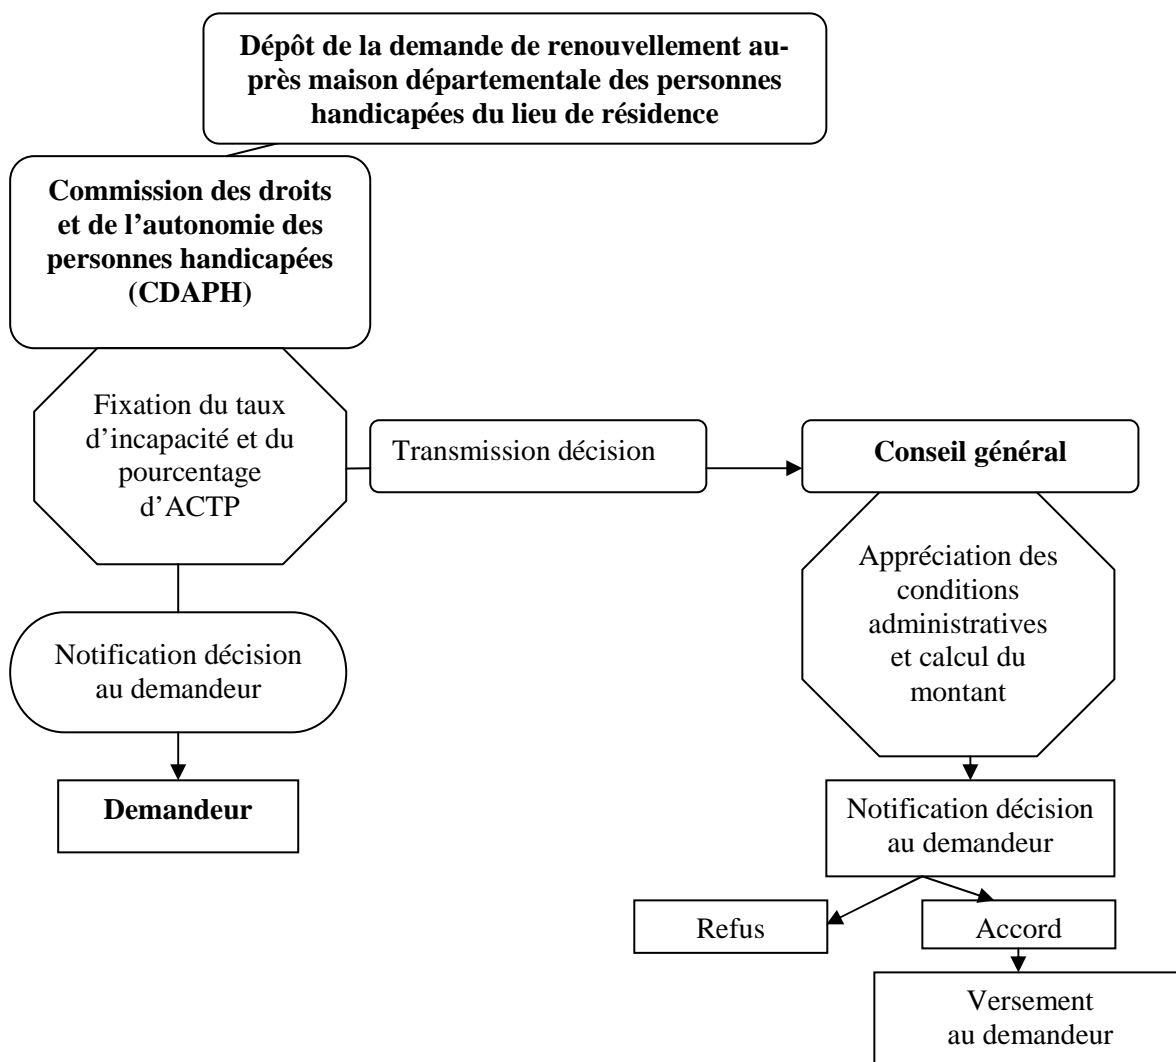 Dépôt de la demande de renouvellement au-
près maison départementale des personnes
handicapées du lieu de résidence
Commission des droits
et de l’autonomie des
personnes handicapées
(CDAPH)
Fixation du taux
d’incapacité et du
pourcentage
d’ACTP
Transmission décision
Conseil général
Appréciation des
conditions
administratives
et calcul du
montant
Notification décision
au demandeur
Demandeur
Notification décision
au demandeur
Refus
Accord
Versement
au demandeur